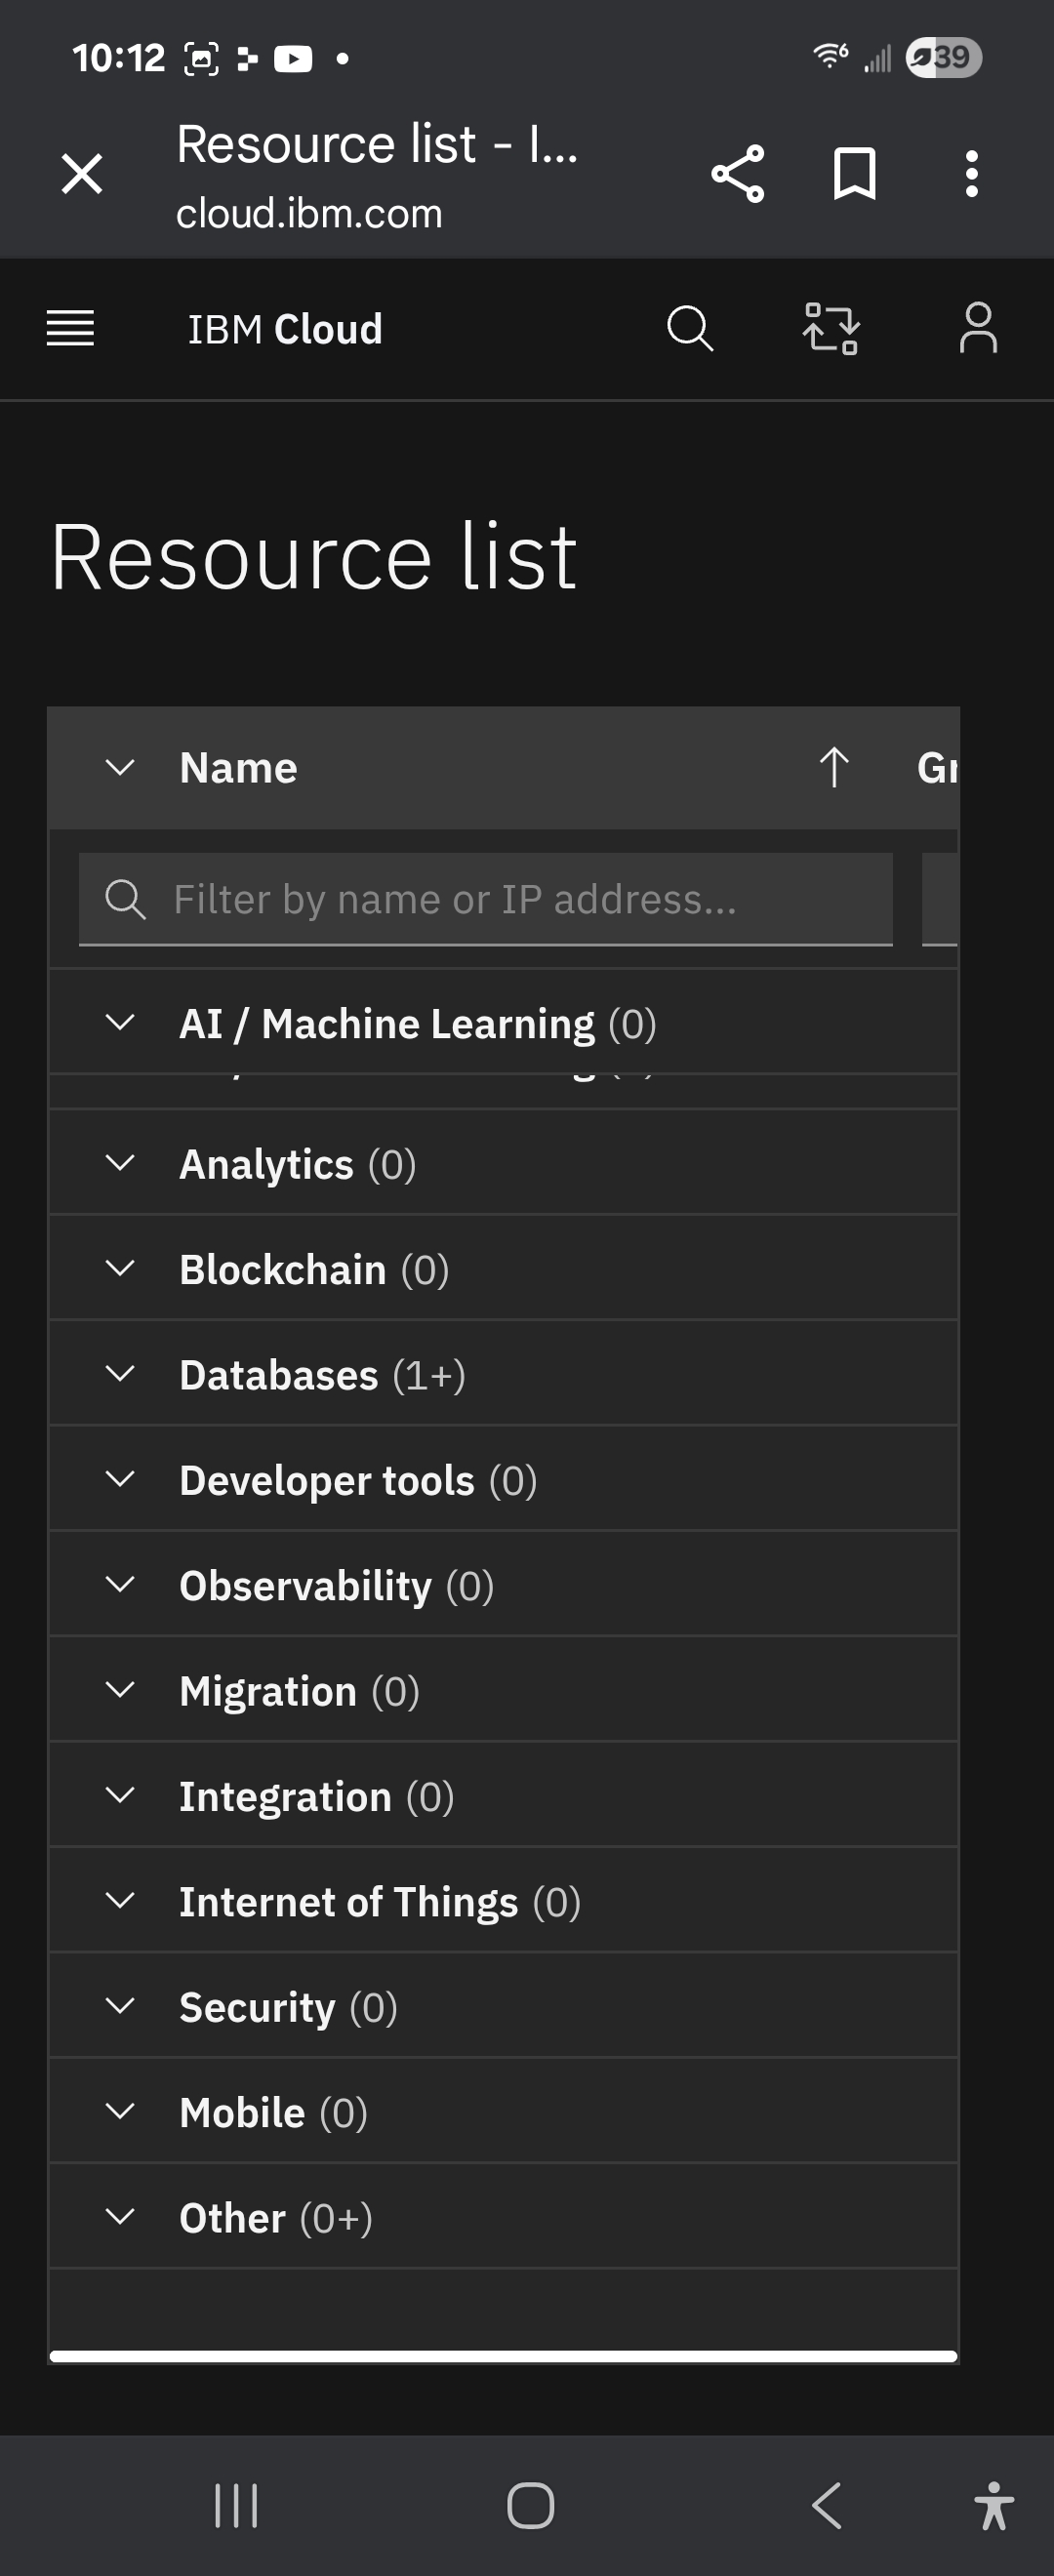 10:12
39
Resource list - I...
cloud.ibm.com
IBM Cloud
Resource list
Name
Gr
Filter by name or IP address...
AI / Machine Learning (0)
Analytics (0)
Blockchain (0)
Databases (1+)
Developer tools (0)
Observability (0)
Migration (0)
Integration (0)
Internet of Things (0)
Security (0)
Mobile (0)
Other (0+)